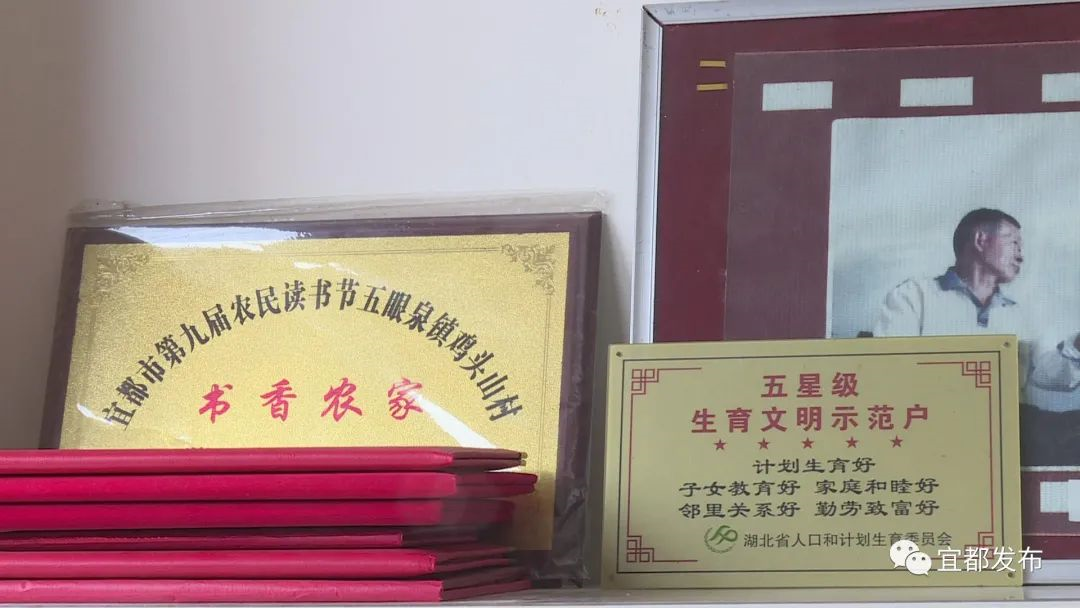 宜都市第九届农民读书节五眼泉镇鸡头山村
书香农家
五星级
生育文明示范户
★ ★ ★ ★ ★
计划生育好
子女教育好 家庭和睦好
邻里关系好 勤劳致富好
湖北省人口和计划生育委员会
宜都发布